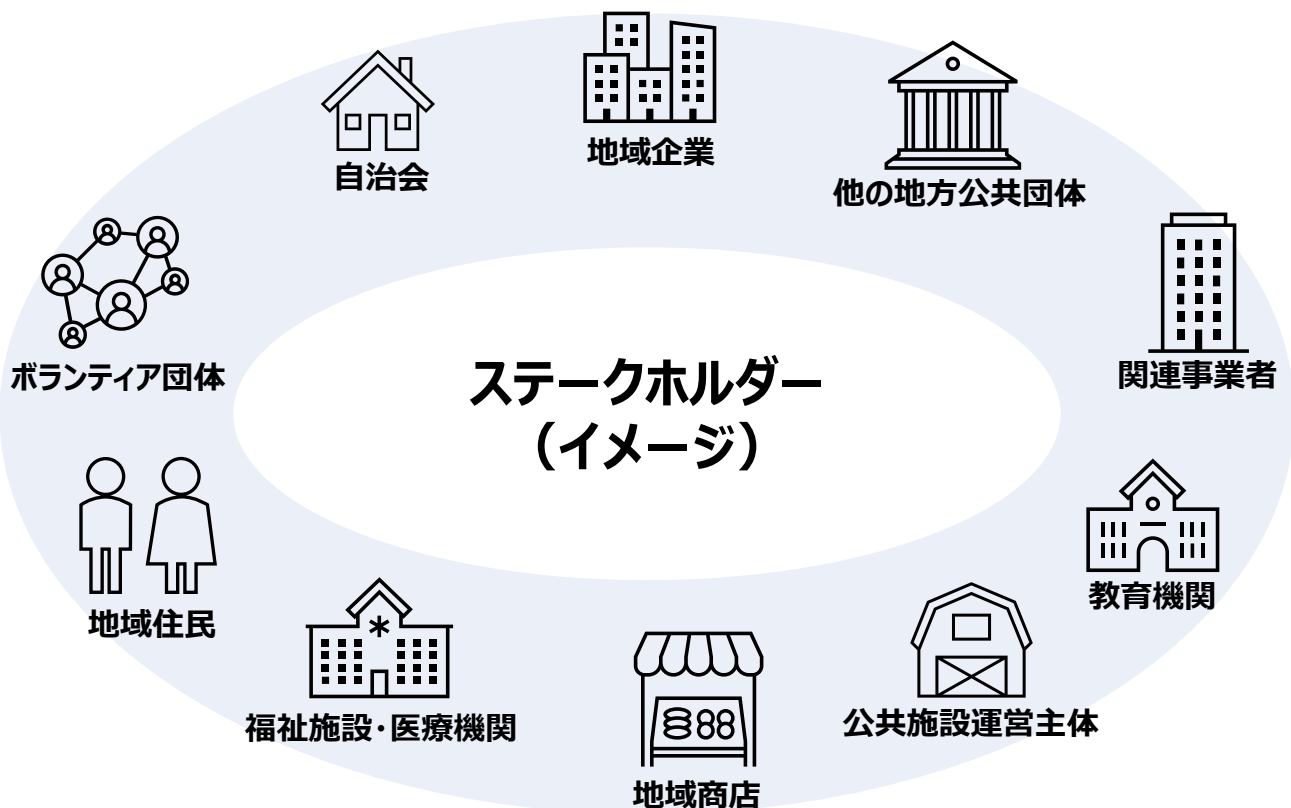 地域企業
自治会
他の地方公共団体
ボランティア団体
関連事業者
ステークホルダー
（イメージ）
教育機関
地域住民
福祉施設・医療機関
公共施設運営主体
地域商店